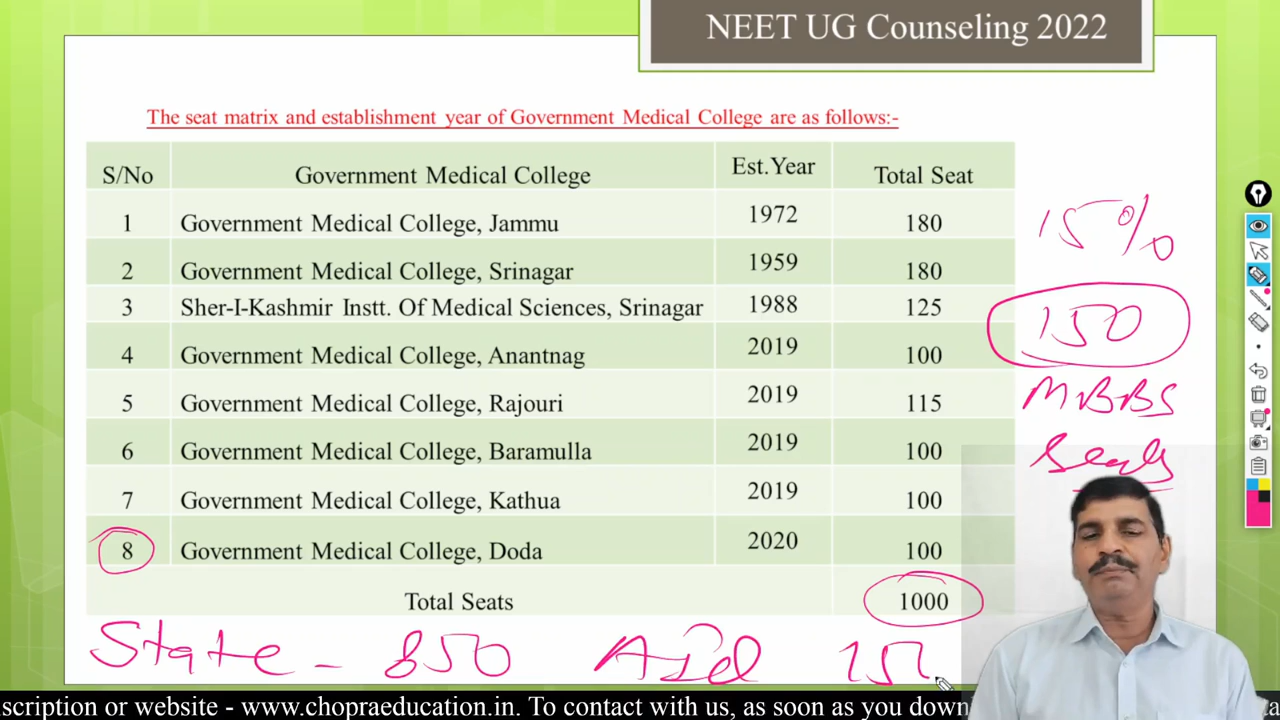 NEET UG Counseling 2022
The seat matrix and establishment year of Government Medical College are as follows:-
S/No Government Medical College Est.Year Total Seat
1 Government Medical College, Jammu 1972 180
2 Government Medical College, Srinagar 1959 180
3 Sher-I-Kashmir Instt. Of Medical Sciences, Srinagar 1988 125
4 Government Medical College, Anantnag 2019 100
5 Government Medical College, Rajouri 2019 115
6 Government Medical College, Baramulla 2019 100
7 Government Medical College, Kathua 2019 100
8 Government Medical College, Doda 2020 100
Total Seats 1000
15%
150
MBBS
Seats
State - 850 150
scription or website - www.chopraeducation.in. To contact with us, as soon as you down